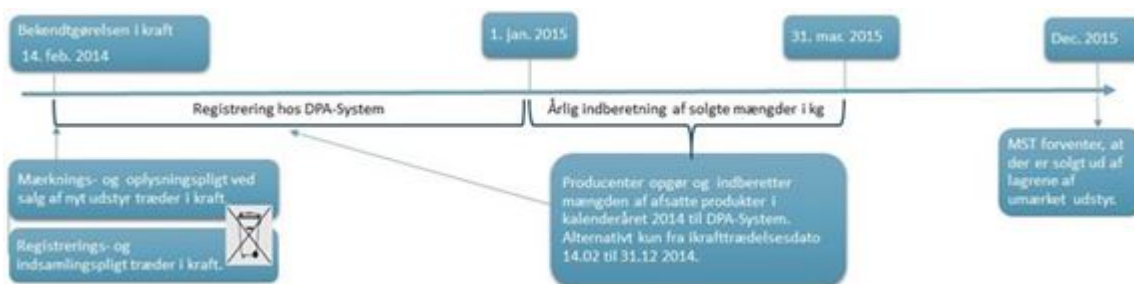 Bekendtgørelsen i kraft
14. feb. 2014
1. jan. 2015
31. mar. 2015
Dec. 2015
Registrering hos DPA-System
Årlig indberetning af solgte mængder i kg
Mærknings- og oplysningspligt ved
salg af nyt udstyr træder i kraft.
Registrerings- og
indsamlingspligt træder i kraft.
Producenter opgør og indberetter
mængden af afsatte produkter i
kalenderåret 2014 til DPA-System.
Alternativt kun fra ikrafttrædelsesdato
14.02 til 31.12 2014.
MST forventer, at
der er solgt ud af
lagrene af
umærket udstyr.